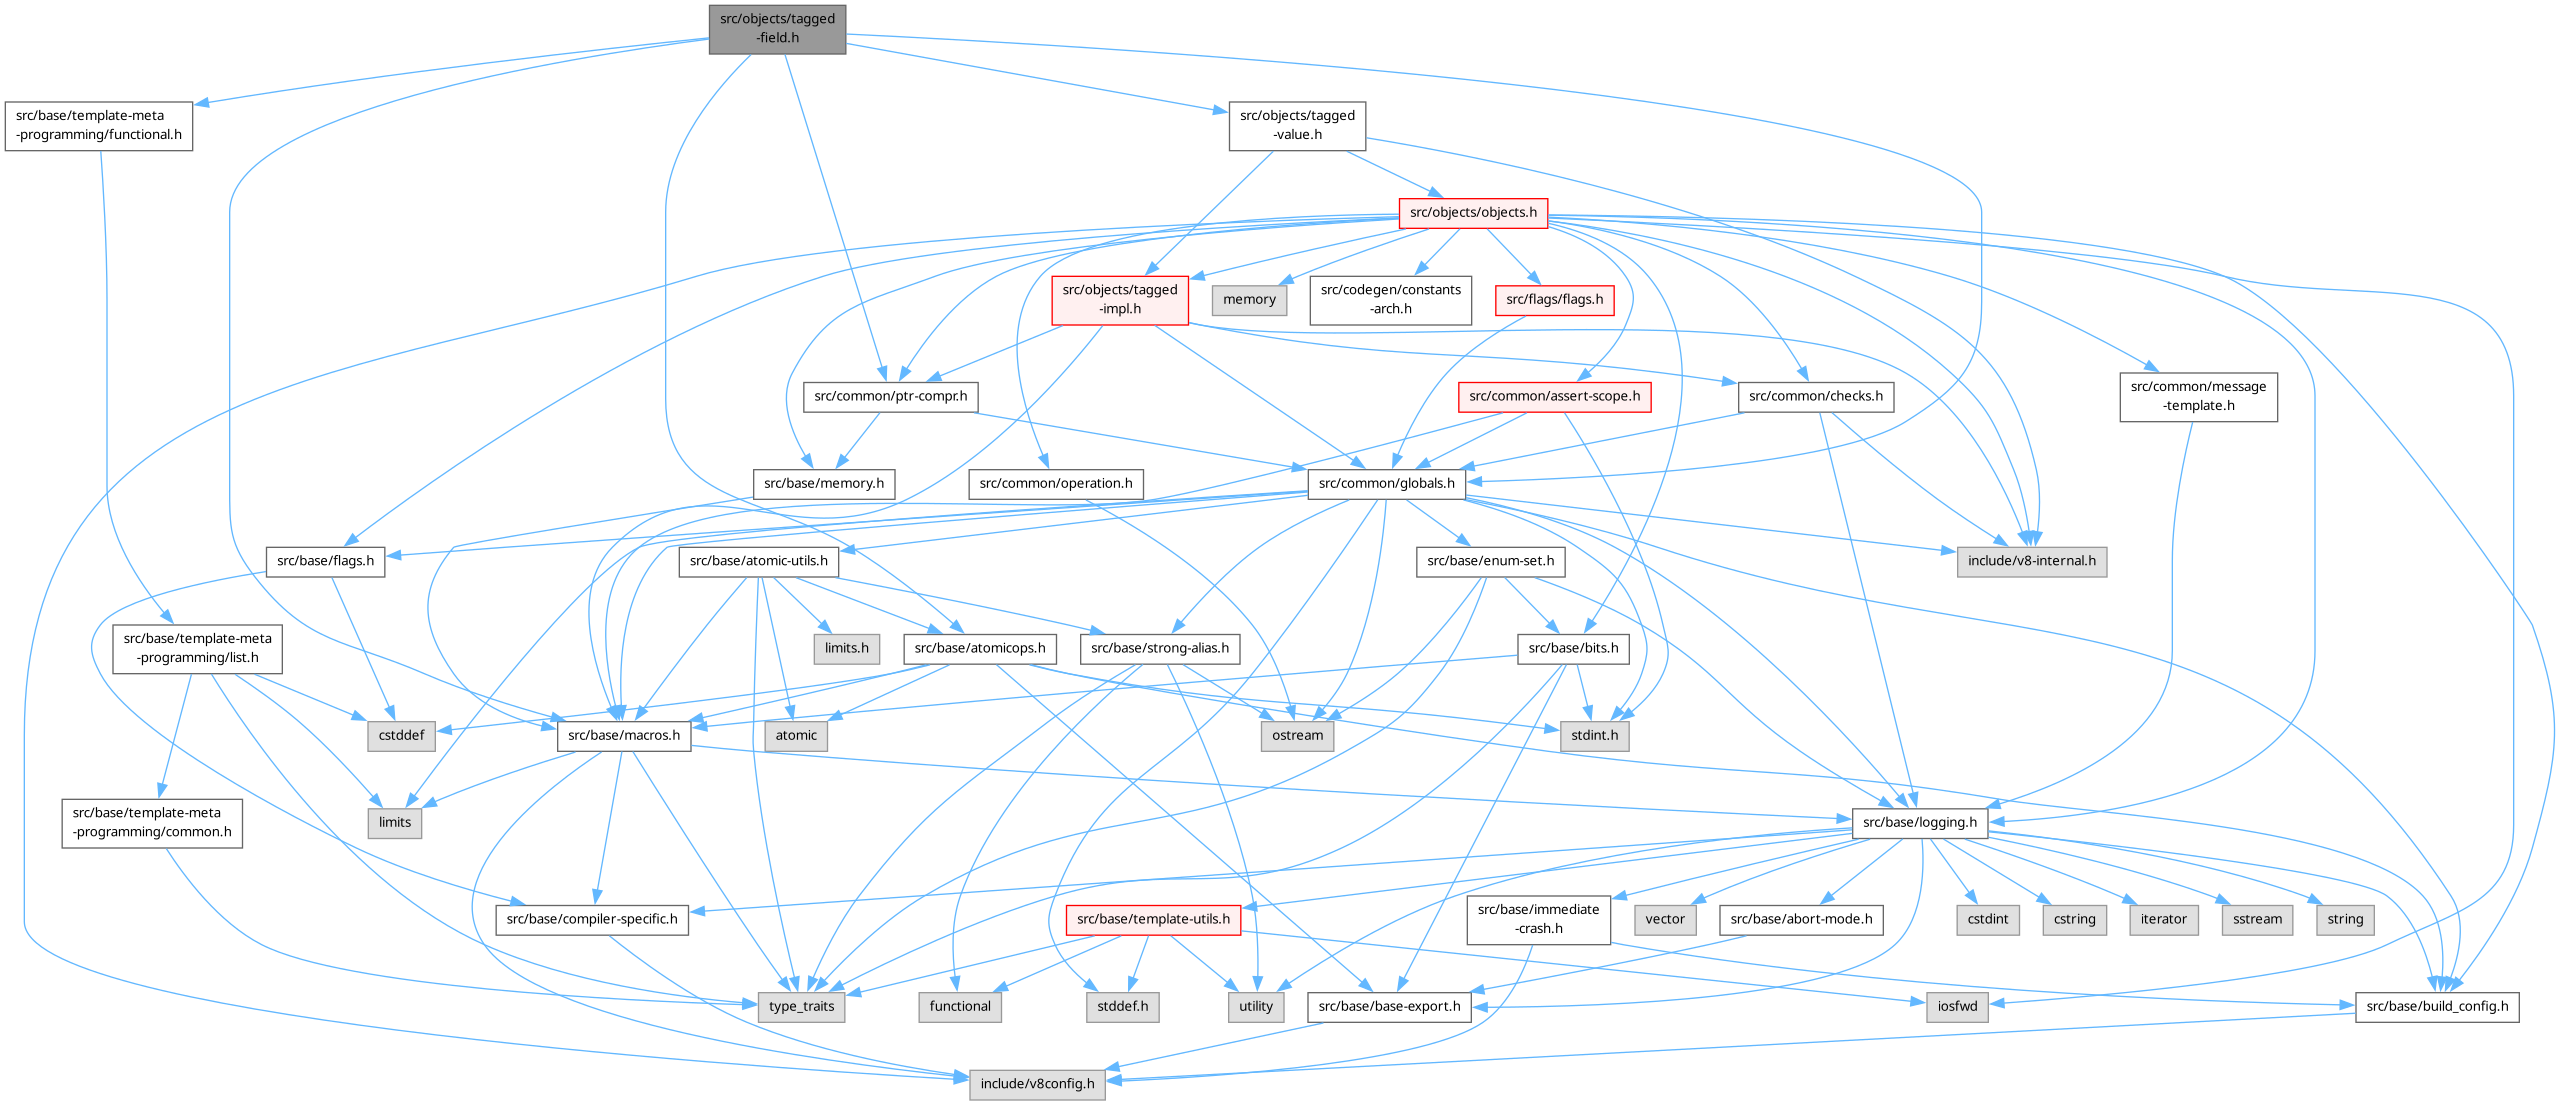 src/objects/tagged
-field.h
src/base/template-meta
-programming/functional.h
src/objects/tagged
-value.h
src/objects/objects.h
src/objects/tagged
-impl.h
memory
src/codegen/constants
-arch.h
src/flags/flags.h
src/common/ptr-compr.h
src/common/assert-scope.h
src/common/checks.h
src/common/message
-template.h
src/base/memory.h
src/common/operation.h
src/common/globals.h
src/base/flags.h
src/base/atomic-utils.h
src/base/enum-set.h
include/v8-internal.h
src/base/template-meta
-programming/list.h
limits.h
src/base/atomicops.h
src/base/strong-alias.h
src/base/bits.h
cstddef
src/base/macros.h
atomic
ostream
stdint.h
src/base/template-meta
-programming/common.h
limits
src/base/logging.h
src/base/compiler-specific.h
src/base/template-utils.h
src/base/immediate
-crash.h
vector
src/base/abort-mode.h
cstdint
cstring
iterator
sstream
string
type_traits
functional
stddef.h
utility
src/base/base-export.h
iosfwd
src/base/build_config.h
include/v8config.h